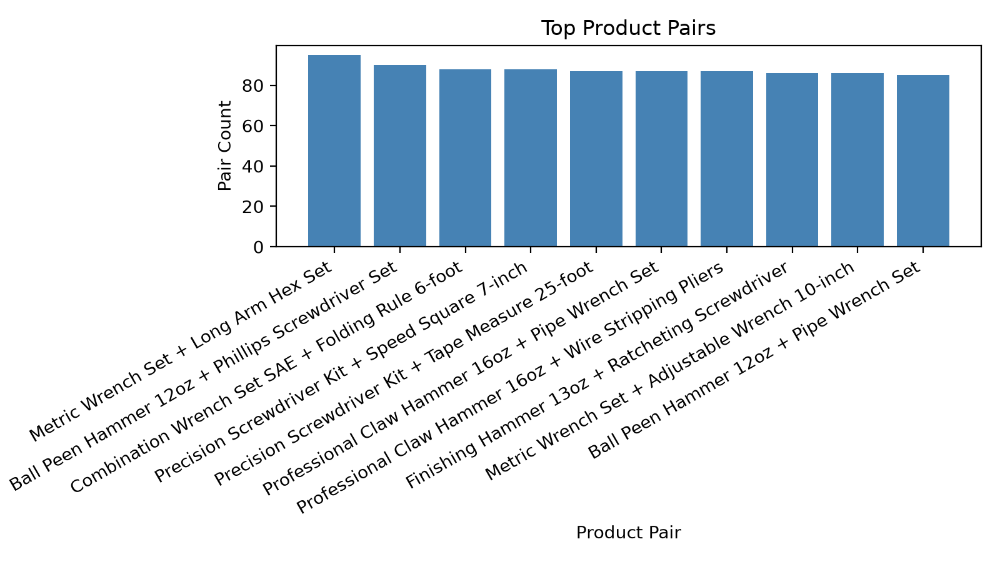 Top Product Pairs
Pair Count
80
60
40
20
0
Metric Wrench Set + Long Arm Hex Set
Ball Peen Hammer 12oz + Phillips Screwdriver Set
Combination Wrench Set SAE + Folding Rule 6-foot
Precision Screwdriver Kit + Speed Square 7-inch
Precision Screwdriver Kit + Tape Measure 25-foot
Professional Claw Hammer 16oz + Pipe Wrench Set
Professional Claw Hammer 16oz + Wire Stripping Pliers
Finishing Hammer 13oz + Ratcheting Screwdriver
Metric Wrench Set + Adjustable Wrench 10-inch
Ball Peen Hammer 12oz + Pipe Wrench Set
Product Pair